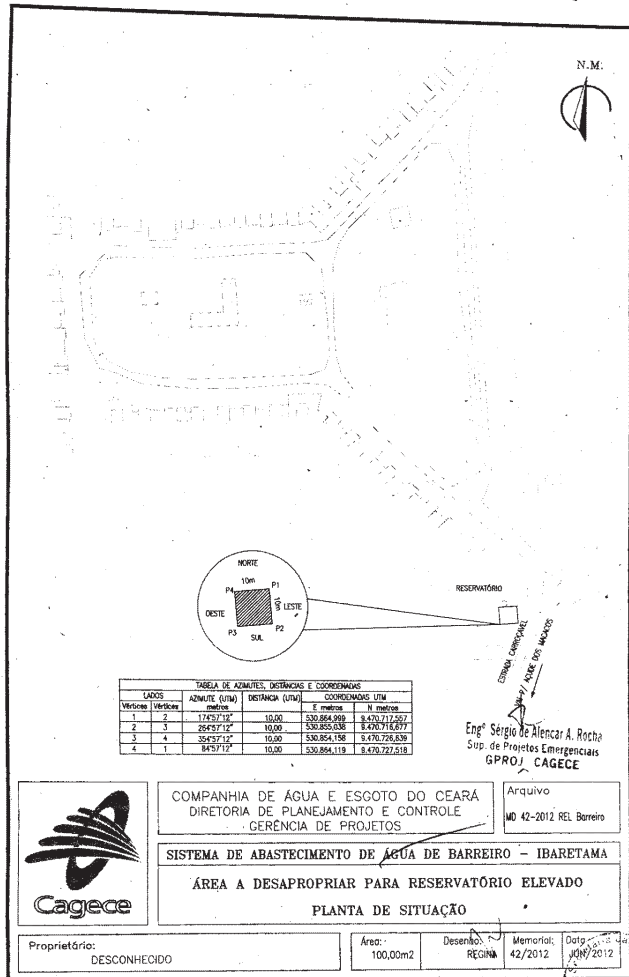 N.M.
NORTE
10m
P4
P1
10m
OESTE
LESTE
P3
P2
SUL
RESERVATÓRIO
ESTRADA CARROÇAVEL
VAI P/ AÇUDE DOS MACACOS
TABELA DE AZIMUTES, DISTÂNCIAS E COORDENADAS
LADOS AZIMUTE (UTM) DISTÂNCIA (UTM) COORDENADAS UTM
Vértices Vértices metros E metros N metros
1 2 174°57'12" 10,00 530.864,999 9.470.717,557
2 3 264°57'12" 10,00 530.855,038 9.470.716,677
3 4 354°57'12" 10,00 530.854,158 9.470.726,639
4 1 84°57'12" 10,00 530.864,119 9.470.727,518
Engº Sérgio de Alencar A. Rocha
Sup. de Projetos Emergenciais
GPROJ CAGECE
Cagece
COMPANHIA DE ÁGUA E ESGOTO DO CEARÁ
DIRETORIA DE PLANEJAMENTO E CONTROLE
GERÊNCIA DE PROJETOS
Arquivo
MD 42-2012 REL Barreiro
SISTEMA DE ABASTECIMENTO DE ÁGUA DE BARREIRO - IBARETAMA
ÁREA A DESAPROPRIAR PARA RESERVATÓRIO ELEVADO
PLANTA DE SITUAÇÃO
Proprietário:
DESCONHECIDO
Área:
100,00m2
Desenho:
REGINA
Memorial:
42/2012
Data
JUN/2012